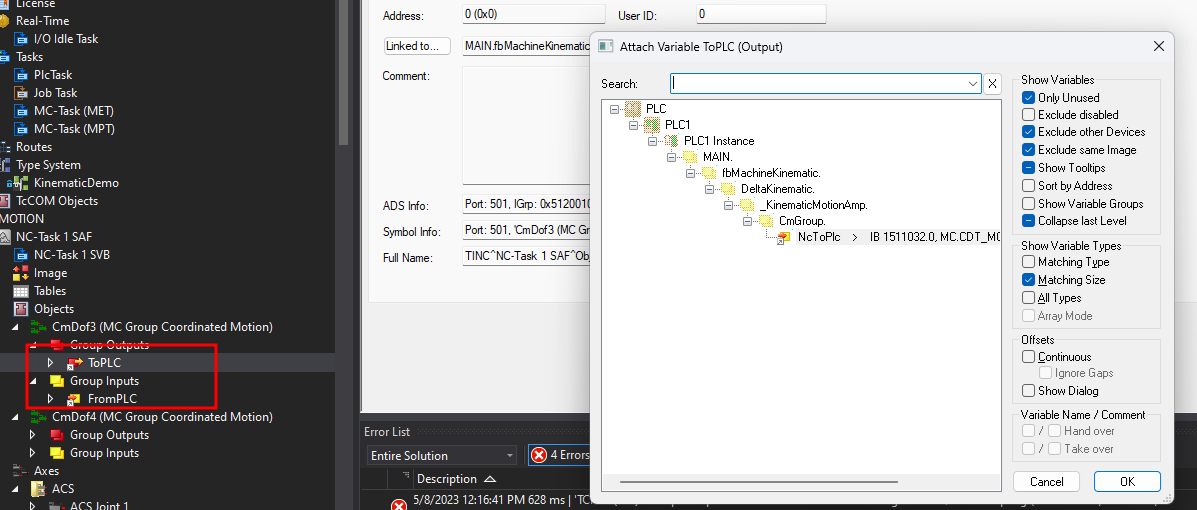 License
Real-Time
I/O Idle Task
Tasks
PlcTask
Job Task
MC-Task (MET)
MC-Task (MPT)
Routes
Type System
KinematicDemo
TcCOM Objects
MOTION
NC-Task 1 SAF
NC-Task 1 SVB
Image
Tables
Objects
CmDof3 (MC Group Coordinated Motion)
Group Outputs
ToPLC
Group Inputs
FromPLC
CmDof4 (MC Group Coordinated Motion)
Group Outputs
Group Inputs
Axes
ACS
ACS Joint 1
Address: 0 (0x0) User ID: 0
Linked to... MAIN.fbMachineKinematic
Comment:
ADS Info: Port: 501, IGrp: 0x5120010
Symbol Info: Port: 501, 'CmDof3 (MC Gro
Full Name: TINC^NC-Task 1 SAF^Obj
Error List
Entire Solution 4 Errors
Description
5/8/2023 12:16:41 PM 628 ms | 'TC
Attach Variable ToPLC (Output)
Search: X
PLC
PLC1
PLC1 Instance
MAIN.
fbMachineKinematic.
DeltaKinematic.
_KinematicMotionAmp.
CmGroup.
NcToPlc > IB 1511032.0, MC.CDT_MC
Show Variables
Only Unused
Exclude disabled
Exclude other Devices
Exclude same Image
Show Tooltips
Sort by Address
Show Variable Groups
Collapse last Level
Show Variable Types
Matching Type
Matching Size
All Types
Array Mode
Offsets
Continuous
Ignore Gaps
Show Dialog
Variable Name / Comment
/ Hand over
/ Take over
Cancel OK